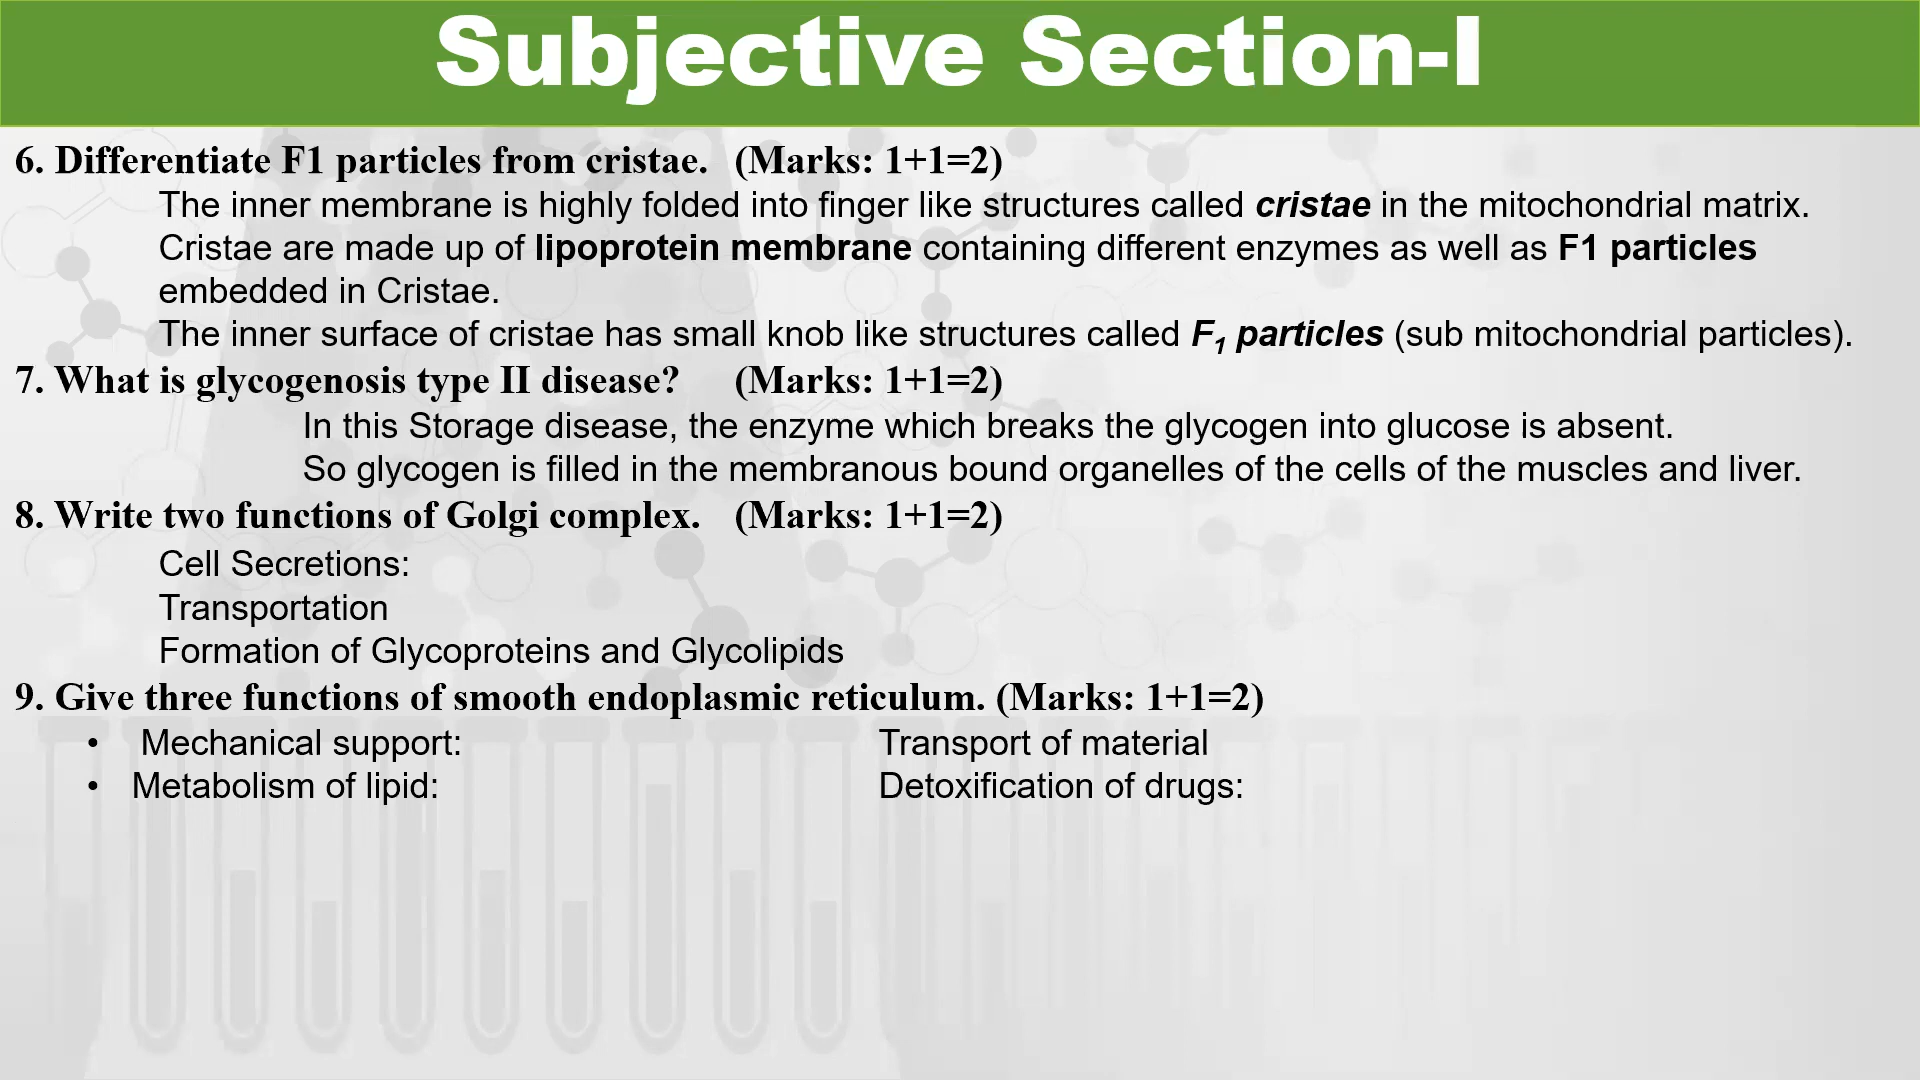 Subjective Section-I
6. Differentiate F1 particles from cristae. (Marks: 1+1=2)
The inner membrane is highly folded into finger like structures called cristae in the mitochondrial matrix.
Cristae are made up of lipoprotein membrane containing different enzymes as well as F1 particles
embedded in Cristae.
The inner surface of cristae has small knob like structures called F1 particles (sub mitochondrial particles).
7. What is glycogenosis type II disease? (Marks: 1+1=2)
In this Storage disease, the enzyme which breaks the glycogen into glucose is absent.
So glycogen is filled in the membranous bound organelles of the cells of the muscles and liver.
8. Write two functions of Golgi complex. (Marks: 1+1=2)
Cell Secretions:
Transportation
Formation of Glycoproteins and Glycolipids
9. Give three functions of smooth endoplasmic reticulum. (Marks: 1+1=2)
• Mechanical support: Transport of material
• Metabolism of lipid: Detoxification of drugs: